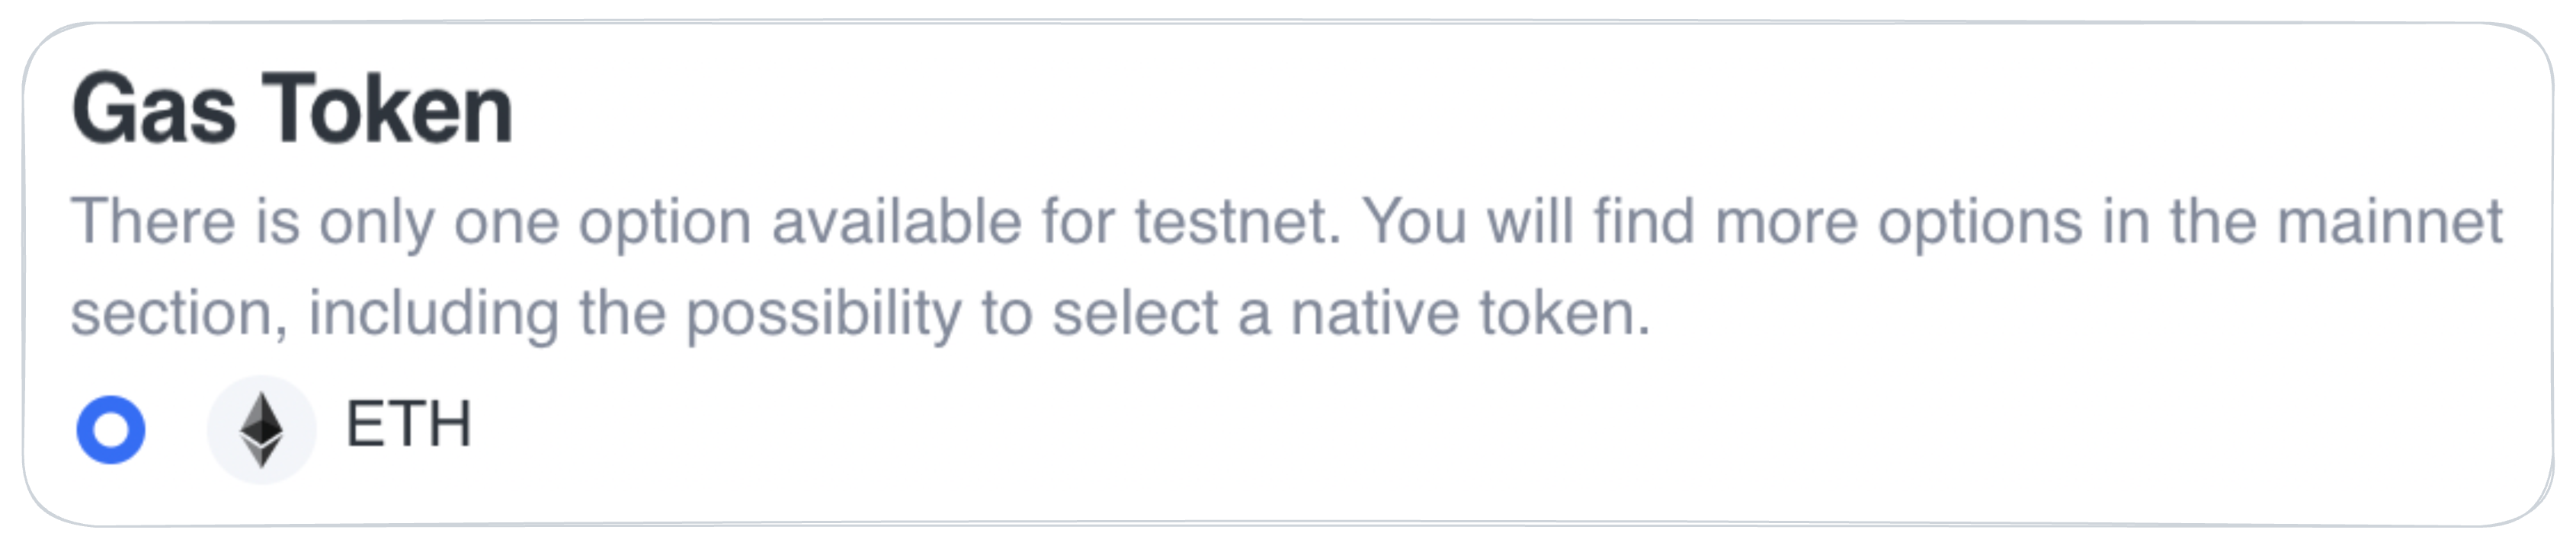 Gas Token
There is only one option available for testnet. You will find more options in the mainnet
section, including the possibility to select a native token.
ETH